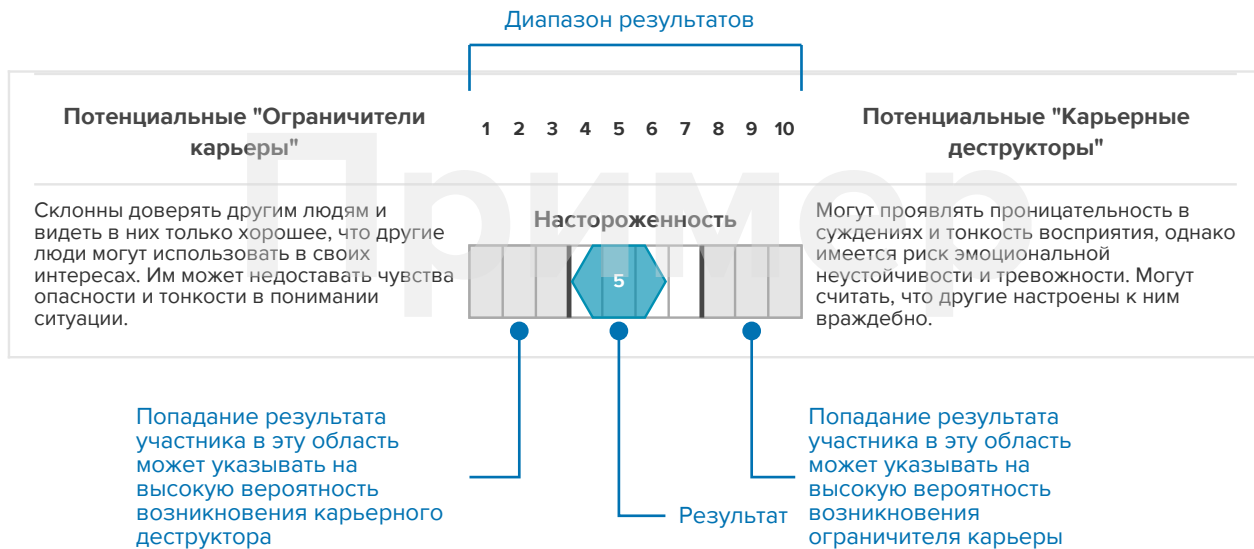 Диапазон результатов
Потенциальные "Ограничители
карьеры"
1 2 3 4 5 6 7 8 9 10
Потенциальные "Карьерные
деструкторы"
Пример
Склонны доверять другим людям и
видеть в них только хорошее, что другие
люди могут использовать в своих
интересах. Им может недоставать чувства
опасности и тонкости в понимании
ситуации.
Настороженность
5
Могут проявлять проницательность в
суждениях и тонкость восприятия, однако
имеется риск эмоциональной
неустойчивости и тревожности. Могут
считать, что другие настроены к ним
враждебно.
Попадание результата
участника в эту область
может указывать на
высокую вероятность
возникновения карьерного
деструктора
Результат
Попадание результата
участника в эту область
может указывать на
высокую вероятность
возникновения
ограничителя карьеры